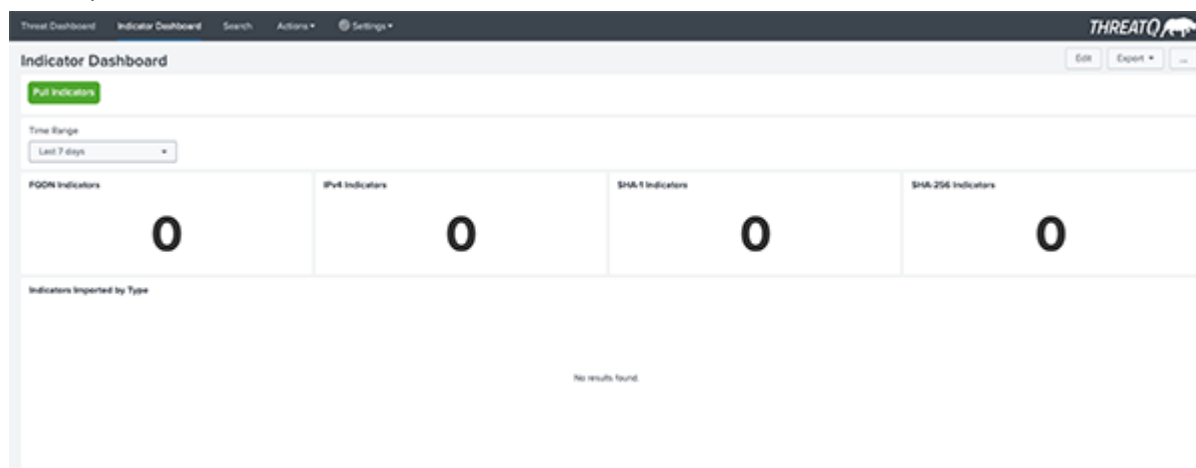 Threat Dashboard Indicator Dashboard Search Actions Settings THREATQ
Indicator Dashboard Edit Export ...
Pull Indicators
Time Range
Last 7 days
FQDN Indicators IPv4 Indicators SHA-1 Indicators SHA-256 Indicators
0 0 0 0
Indicators Imported by Type
No results found.